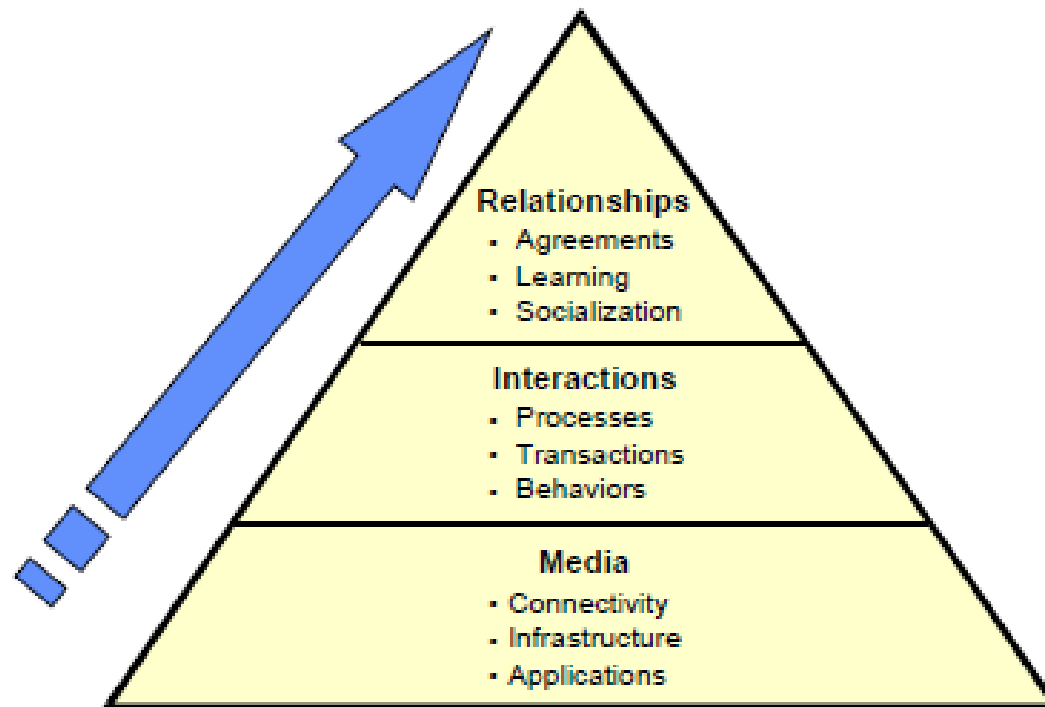 Relationships
▪ Agreements
▪ Learning
▪ Socialization
Interactions
▪ Processes
▪ Transactions
▪ Behaviors
Media
▪ Connectivity
▪ Infrastructure
▪ Applications